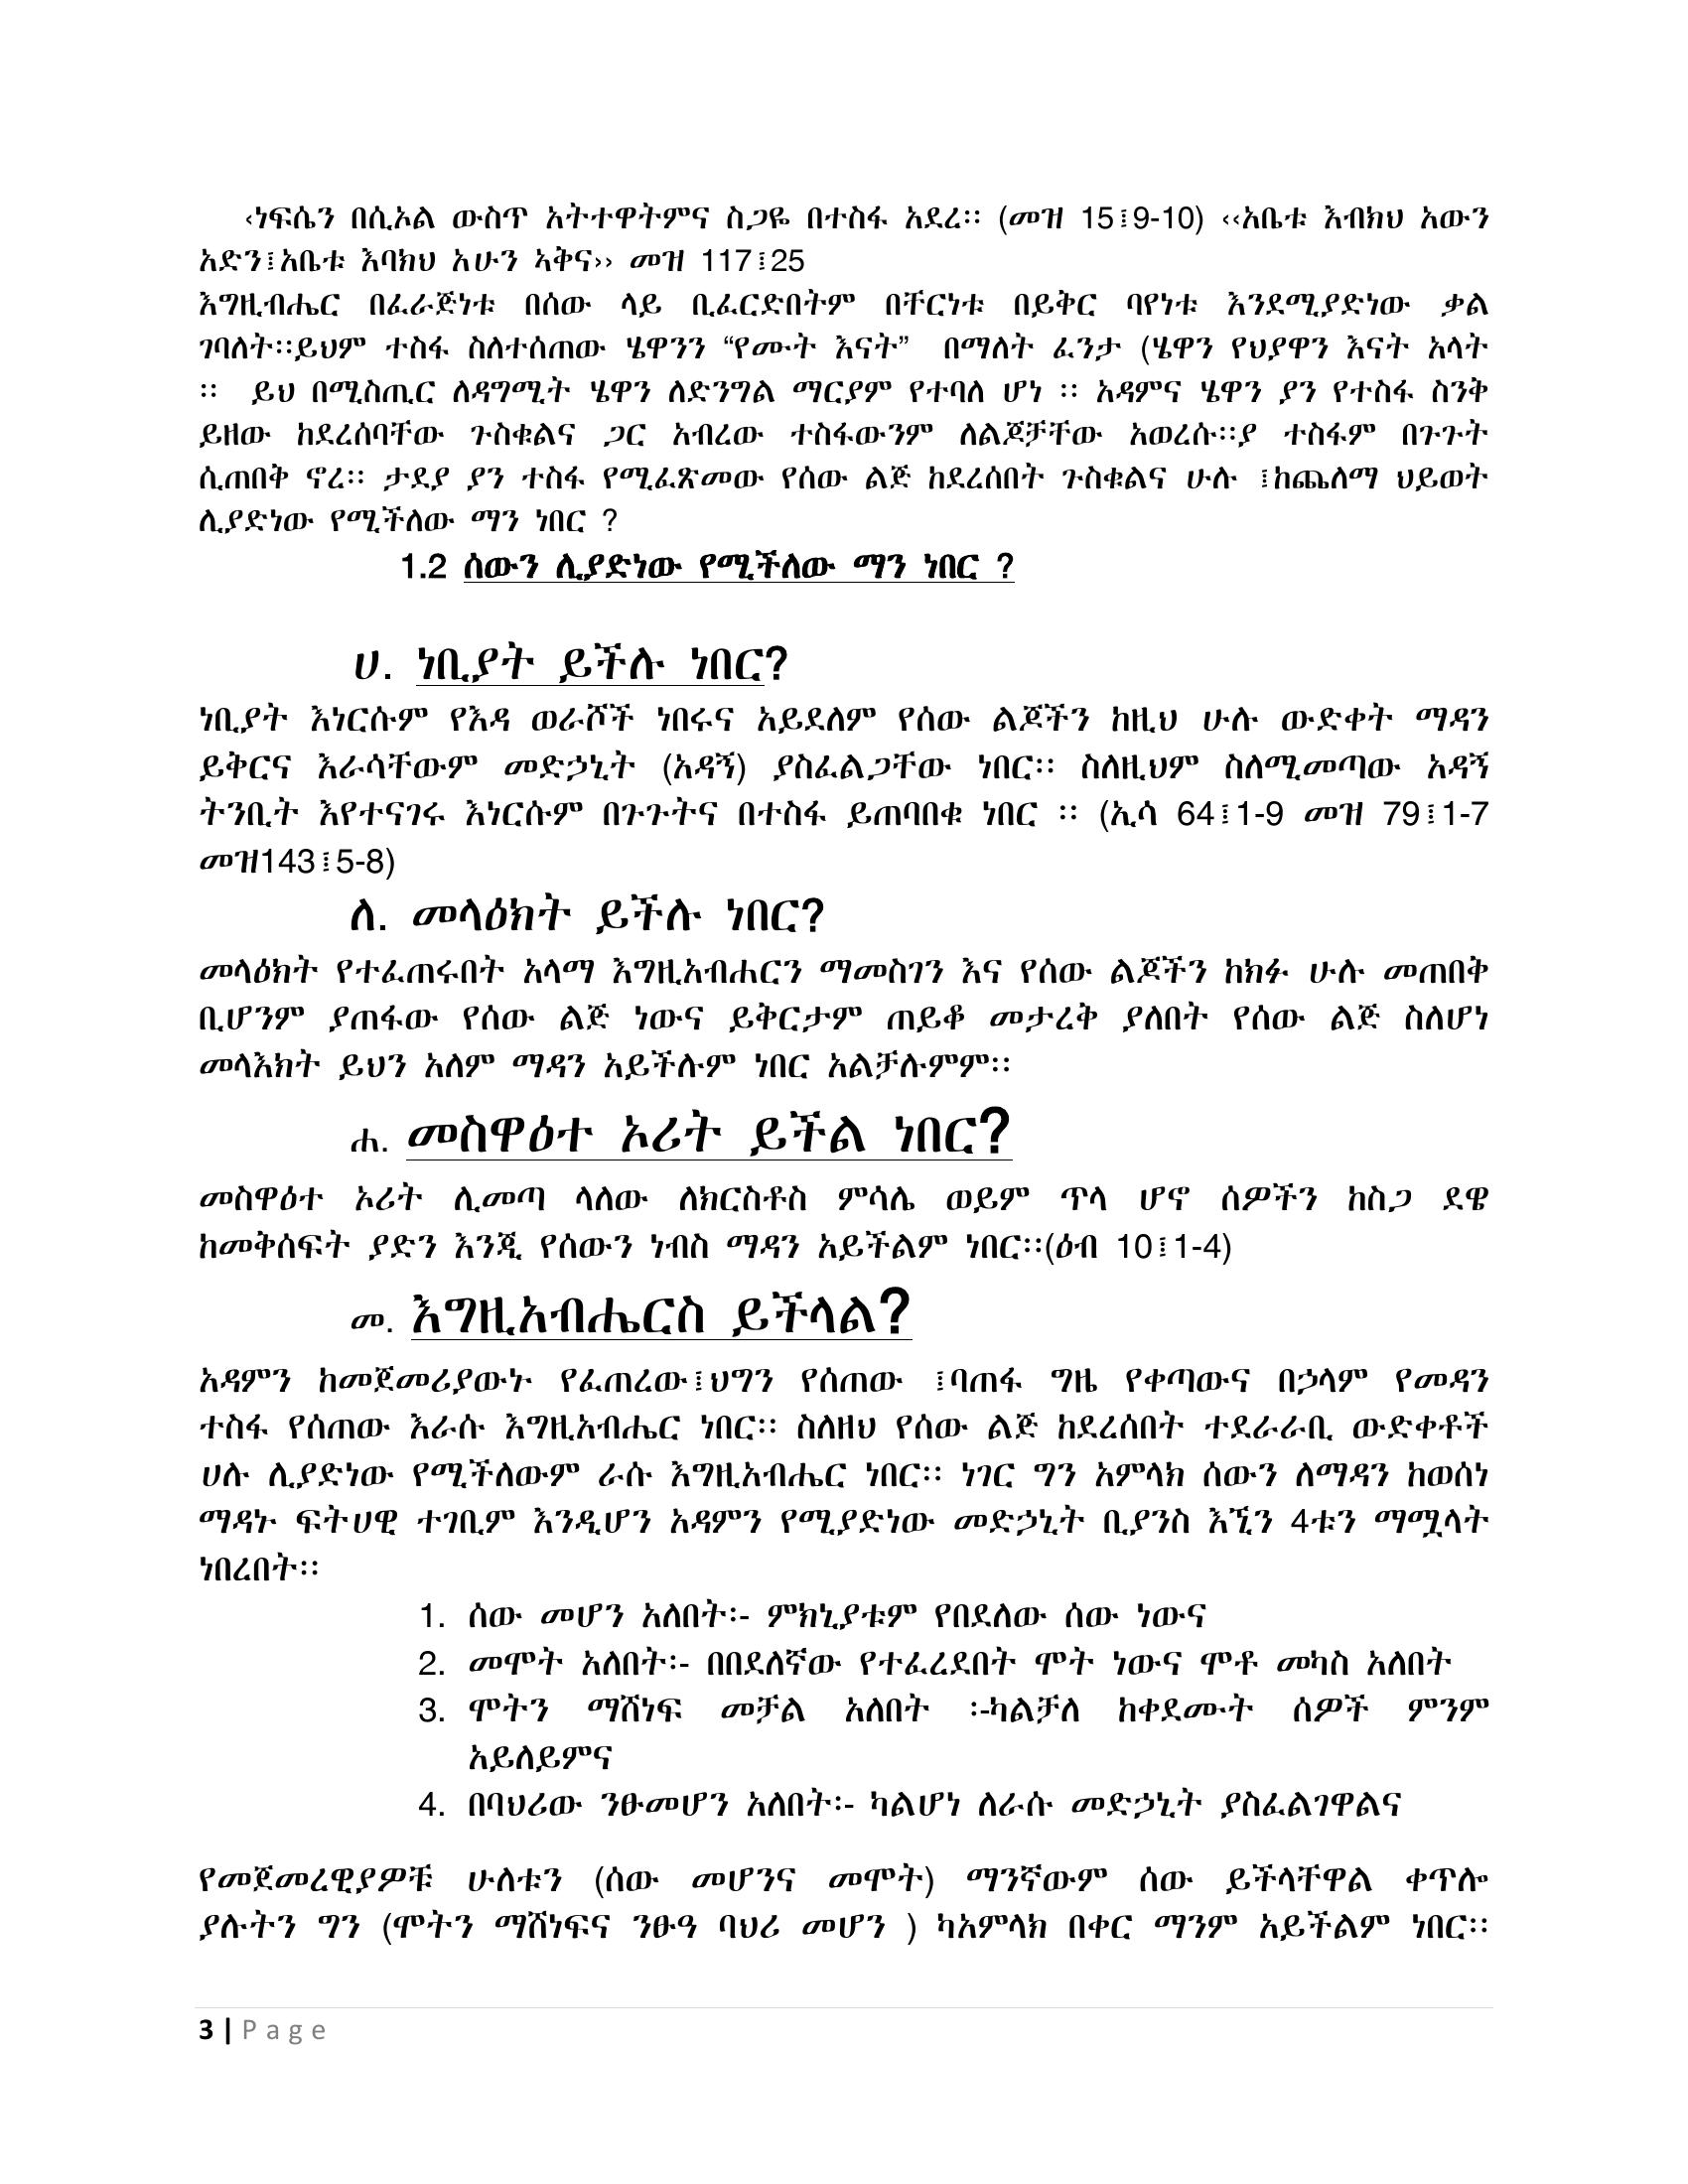 ‹ነፍሴን በሲኦል ውስጥ አትተዋትምና ስጋዬ በተስፋ አደረ፡፡ (መዝ 15፤9-10) ‹‹አቤቱ እብክህ አውን
አድን፤አቤቱ እባክህ አሁን ኣቅና›› መዝ 117፤25
እግዚብሔር በፈራጅነቱ በሰው ላይ ቢፈርድበትም በቸርነቱ በይቅር ባየነቱ እንደሚያድነው ቃል
ገባለት፡፡ይህም ተስፋ ስለተሰጠው ሄዋንን “የሙት እናት” በማለት ፈንታ (ሄዋን የህያዋን እናት አላት
፡፡ ይህ በሚስጢር ለዳግሚት ሄዋን ለድንግል ማርያም የተባለ ሆነ ፡፡ አዳምና ሄዋን ያን የተስፋ ስንቅ
ይዘው ከደረሰባቸው ጉስቁልና ጋር አብረው ተስፋውንም ለልጆቻቸው አወረሱ፡፡ያ ተስፋም በጉጉት
ሲጠበቅ ኖረ፡፡ ታደያ ያን ተስፋ የሚፈጽመው የሰው ልጅ ከደረሰበት ጉስቁልና ሁሉ ፤ከጨለማ ህይወት
ሊያድነው የሚችለው ማን ነበር ?
1.2 ሰውን ሊያድነው የሚችለው ማን ነበር ?
ሀ. ነቢያት ይችሉ ነበር?
ነቢያት እነርሱም የእዳ ወራሾች ነበሩና አይደለም የሰው ልጆችን ከዚህ ሁሉ ውድቀት ማዳን
ይቅርና እራሳቸውም መድኃኒት (አዳኝ) ያስፈልጋቸው ነበር፡፡ ስለዚህም ስለሚመጣው አዳኝ
ትንቢት እየተናገሩ እነርሱም በጉጉትና በተስፋ ይጠባበቁ ነበር ፡፡ (ኢሳ 64፤1-9 መዝ 79፤1-7
መዝ143፤5-8)
ለ. መላዕክት ይችሉ ነበር?
መላዕክት የተፈጠሩበት አላማ እግዚአብሐርን ማመስገን እና የሰው ልጆችን ከክፉ ሁሉ መጠበቅ
ቢሆንም ያጠፋው የሰው ልጅ ነውና ይቅርታም ጠይቆ መታረቅ ያለበት የሰው ልጅ ስለሆነ
መላእክት ይህን አለም ማዳን አይችሉም ነበር አልቻሉምም፡፡
ሐ. መስዋዕተ ኦሪት ይችል ነበር?
መስዋዕተ ኦሪት ሊመጣ ላለው ለክርስቶስ ምሳሌ ወይም ጥላ ሆኖ ሰዎችን ከስጋ ደዌ
ከመቅሰፍት ያድን እንጂ የሰውን ነብስ ማዳን አይችልም ነበር፡፡(ዕብ 10፤1-4)
መ. እግዚአብሔርስ ይችላል?
አዳምን ከመጀመሪያውኑ የፈጠረው፤ህግን የሰጠው ፤ባጠፋ ግዜ የቀጣውና በኃላም የመዳን
ተስፋ የሰጠው እራሱ እግዚአብሔር ነበር፡፡ ስለዘህ የሰው ልጅ ከደረሰበት ተደራራቢ ውድቀቶች
ሀሉ ሊያድነው የሚችለውም ራሱ እግዚአብሔር ነበር፡፡ ነገር ግን አምላክ ሰውን ለማዳን ከወሰነ
ማዳኑ ፍትሀዊ ተገቢም እንዲሆን አዳምን የሚያድነው መድኃኒት ቢያንስ እኚን 4ቱን ማሟላት
ነበረበት፡፡
1. ሰው መሆን አለበት፡- ምክኒያቱም የበደለው ሰው ነውና
2. መሞት አለበት፡- በበደለኛው የተፈረደበት ሞት ነውና ሞቶ መካስ አለበት
3. ሞትን ማሸነፍ መቻል አለበት ፡-ካልቻለ ከቀደሙት ሰዎች ምንም
አይለይምና
4. በባህሪው ንፁመሆን አለበት፡- ካልሆነ ለራሱ መድኃኒት ያስፈልገዋልና
የመጀመረዊያዎቹ ሁለቱን (ሰው መሆንና መሞት) ማንኛውም ሰው ይችላቸዋል ቀጥሎ
ያሉትን ግን (ሞትን ማሸነፍና ንፁዓ ባህሪ መሆን ) ካአምላክ በቀር ማንም አይችልም ነበር፡፡
3 | Page